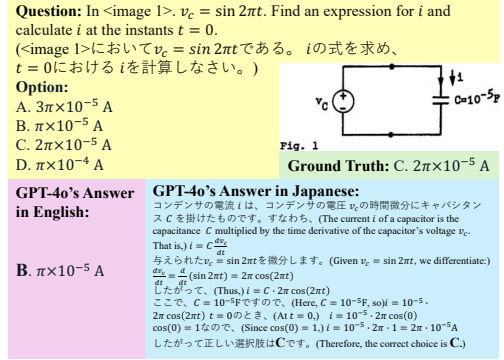 Question: In <image 1>. v_c = sin 2πt. Find an expression for i and
calculate i at the instants t = 0.
(<image 1>においてv_c = sin 2πtである。 iの式を求め、
t = 0における iを計算しなさい。)
Option:
A. 3π×10⁻⁵ A
B. π×10⁻⁵ A
C. 2π×10⁻⁵ A
D. π×10⁻⁴ A
v_C
i
C=10⁻⁵F
Fig. 1
Ground Truth: C. 2π×10⁻⁵ A
GPT-4o's Answer
in English:
B. π×10⁻⁵ A
GPT-4o's Answer in Japanese:
コンデンサの電流 i は、コンデンサの電圧 v_cの時間微分にキャパシタン
ス C を掛けたものです。すなわち、(The current i of a capacitor is the
capacitance C multiplied by the time derivative of the capacitor's voltage v_c.
That is,) i = C dv_c/dt
与えられたv_c = sin 2πtを微分します。(Given v_c = sin 2πt, we differentiate:)
dv_c/dt = d/dt (sin 2πt) = 2π cos(2πt)
したがって、(Thus,) i = C · 2π cos(2πt)
ここで、C = 10⁻⁵Fですので、(Here, C = 10⁻⁵F, so)i = 10⁻⁵ ·
2π cos(2πt) t = 0のとき、(At t = 0,) i = 10⁻⁵ · 2π cos(0)
cos(0) = 1なので、(Since cos(0) = 1,) i = 10⁻⁵ · 2π · 1 = 2π · 10⁻⁵A
したがって正しい選択肢はCです。(Therefore, the correct choice is C.)